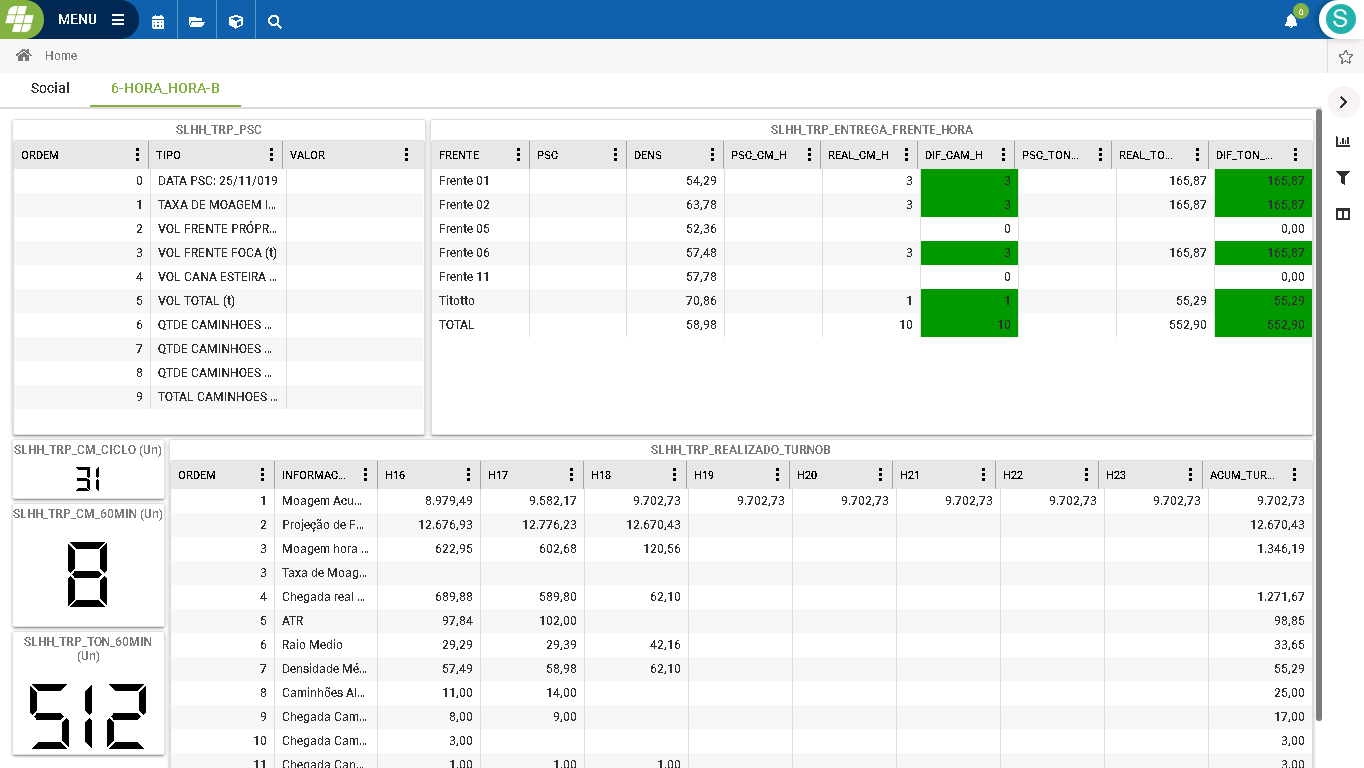 MENU
0
S
Home
Social 6-HORA_HORA-B
SLHH_TRP_PSC
ORDEM TIPO VALOR
0 DATA PSC: 25/11/019
1 TAXA DE MOAGEM I...
2 VOL FRENTE PRÓPR...
3 VOL FRENTE FOCA (t)
4 VOL CANA ESTEIRA ...
5 VOL TOTAL (t)
6 QTDE CAMINHOES ...
7 QTDE CAMINHOES ...
8 QTDE CAMINHOES ...
9 TOTAL CAMINHOES ...
SLHH_TRP_ENTREGA_FRENTE_HORA
FRENTE PSC DENS PSC_CM_H REAL_CM_H DIF_CAM_H PSC_TON... REAL_TO... DIF_TON_...
Frente 01 54,29 3 3 165,87 165,87
Frente 02 63,78 3 3 165,87 165,87
Frente 05 52,36 0 0,00
Frente 06 57,48 3 3 165,87 165,87
Frente 11 57,78 0 0,00
Titotto 70,86 1 1 55,29 55,29
TOTAL 58,98 10 10 552,90 552,90
SLHH_TRP_CM_CICLO (Un)
31
SLHH_TRP_CM_60MIN (Un)
8
SLHH_TRP_TON_60MIN
(Un)
512
SLHH_TRP_REALIZADO_TURNOB
ORDEM INFORMAC... H16 H17 H18 H19 H20 H21 H22 H23 ACUM_TUR...
1 Moagem Acu... 8.979,49 9.582,17 9.702,73 9.702,73 9.702,73 9.702,73 9.702,73 9.702,73 9.702,73
2 Projeção de F... 12.676,93 12.776,23 12.670,43 12.670,43
3 Moagem hora ... 622,95 602,68 120,56 1.346,19
3 Taxa de Moag...
4 Chegada real ... 689,88 589,80 62,10 1.271,67
5 ATR 97,84 102,00 98,85
6 Raio Medio 29,29 29,39 42,16 33,65
7 Densidade Mé... 57,49 58,98 62,10 55,29
8 Caminhões Al... 11,00 14,00 25,00
9 Chegada Cam... 8,00 9,00 17,00
10 Chegada Cam... 3,00 3,00
11 Chegada Can... 1,00 1,00 1,00 3,00